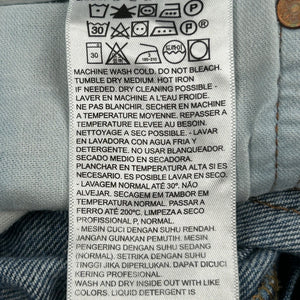 30
MACHINE WASH COLD. DO NOT BLEACH.
TUMBLE DRY MEDIUM. HOT IRON
IF NEEDED. DRY CLEANING POSSIBLE -
LAVER EN MACHINE A L'EAU FROIDE.
NE PAS BLANCHIR. SECHER EN MACHINE
A TEMPERATURE MOYENNE. REPASSER A
TEMPERATURE ELEVEE AU BESOIN.
NETTOYAGE A SEC POSSIBLE - LAVAR
EN LAVADORA CON AGUA FRIA Y
DETERGENTE. NO USAR BLANQUEADOR.
SECADO MEDIO EN SECADORA.
PLANCHAR EN TEMPERATURA ALTA SI ES
NECESARIO. ES POSIBLE LAVAR EN SECO
- LAVAGEM NORMAL ATÉ 30°. NÃO
ALVEJAR. SECAGEM EM TAMBOR EM
TEMPERATURA NORMAL. PASSAR A
FERRO ATÉ 200°C. LIMPEZA A SECO
PROFISSIONAL P, NORMAL.
- MESIN CUCI DENGAN SUHU RENDAH.
JANGAN GUNAKAN PEMUTIH. MESIN
PENGERING DENGAN SUHU SEDANG
(NORMAL). SETRIKA DENGAN SUHU
TINGGI JIKA DIPERLUKAN. DAPAT DICUCI
KERING PROFESSIONAL.
WASH AND DRY INSIDE OUT WITH LIKE
COLORS. LIQUID DETERGENT IS